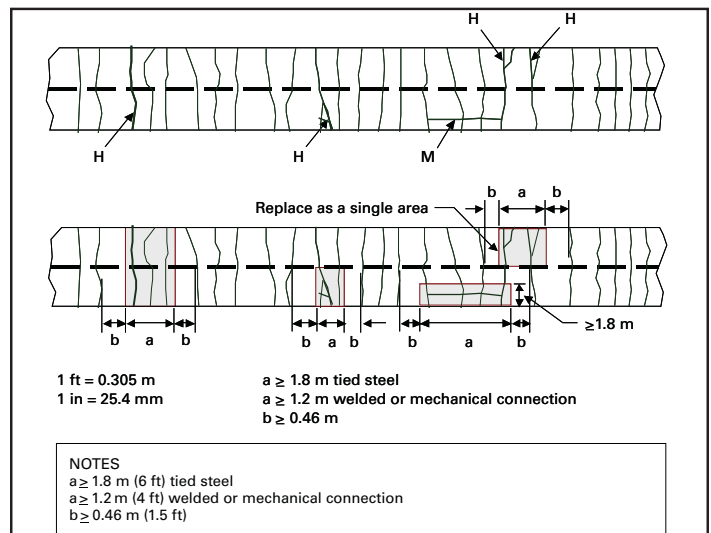 H H
H H M
b a b
Replace as a single area
≥1.8 m
b a b b a b b a b
1 ft = 0.305 m
1 in = 25.4 mm
a ≥ 1.8 m tied steel
a ≥ 1.2 m welded or mechanical connection
b ≥ 0.46 m
NOTES
a ≥ 1.8 m (6 ft) tied steel
a ≥ 1.2 m (4 ft) welded or mechanical connection
b ≥ 0.46 m (1.5 ft)